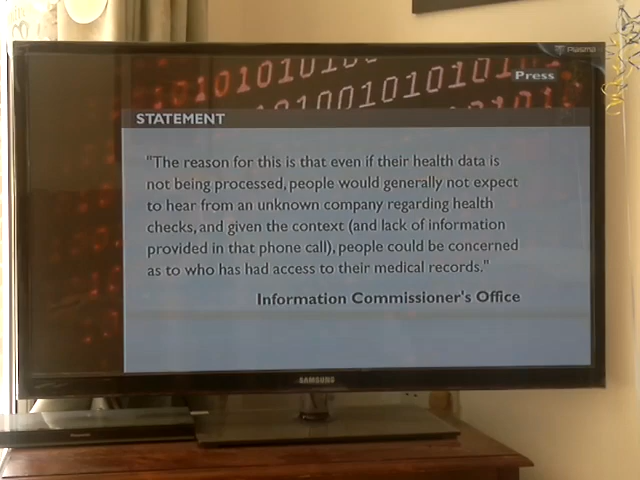 Plasma
1010101010
0100101010101
Press
STATEMENT
"The reason for this is that even if their health data is
not being processed, people would generally not expect
to hear from an unknown company regarding health
checks, and given the context (and lack of information
provided in that phone call), people could be concerned
as to who has had access to their medical records."
Information Commissioner's Office
SAMSUNG